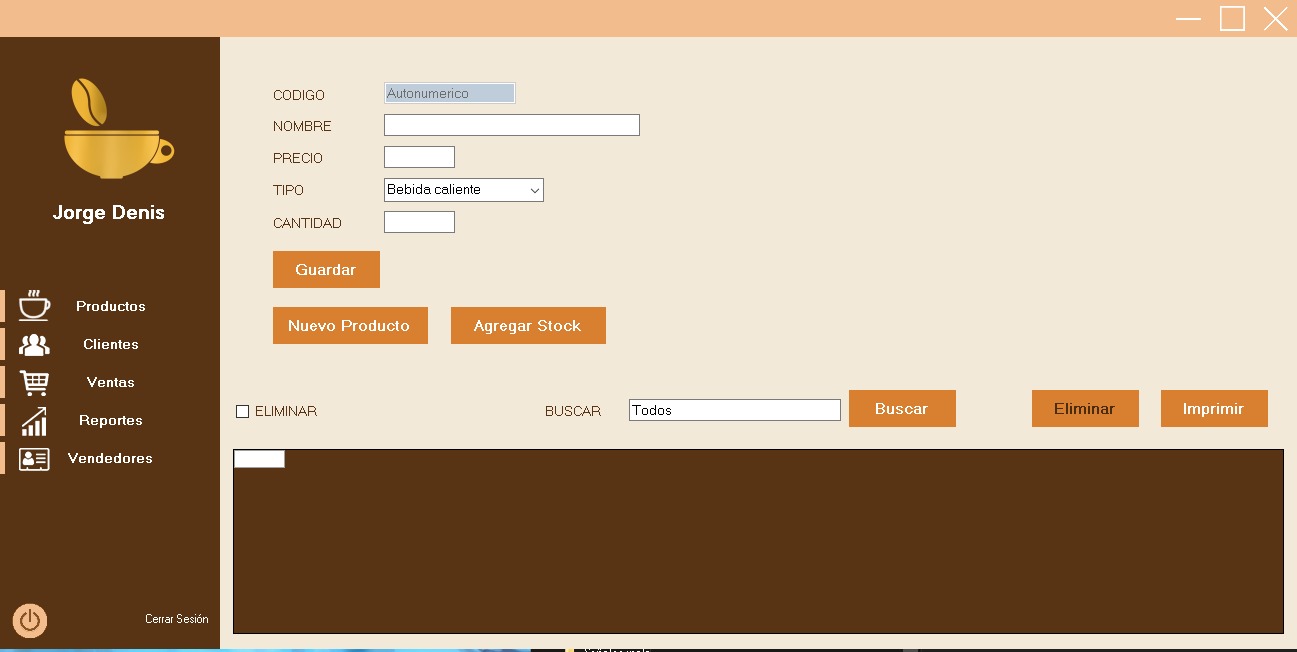 Jorge Denis
Productos
Clientes
Ventas
Reportes
Vendedores
Cerrar Sesión
CODIGO Autonumerico
NOMBRE
PRECIO
TIPO Bebida caliente
CANTIDAD
Guardar
Nuevo Producto Agregar Stock
ELIMINAR BUSCAR Todos Buscar Eliminar Imprimir